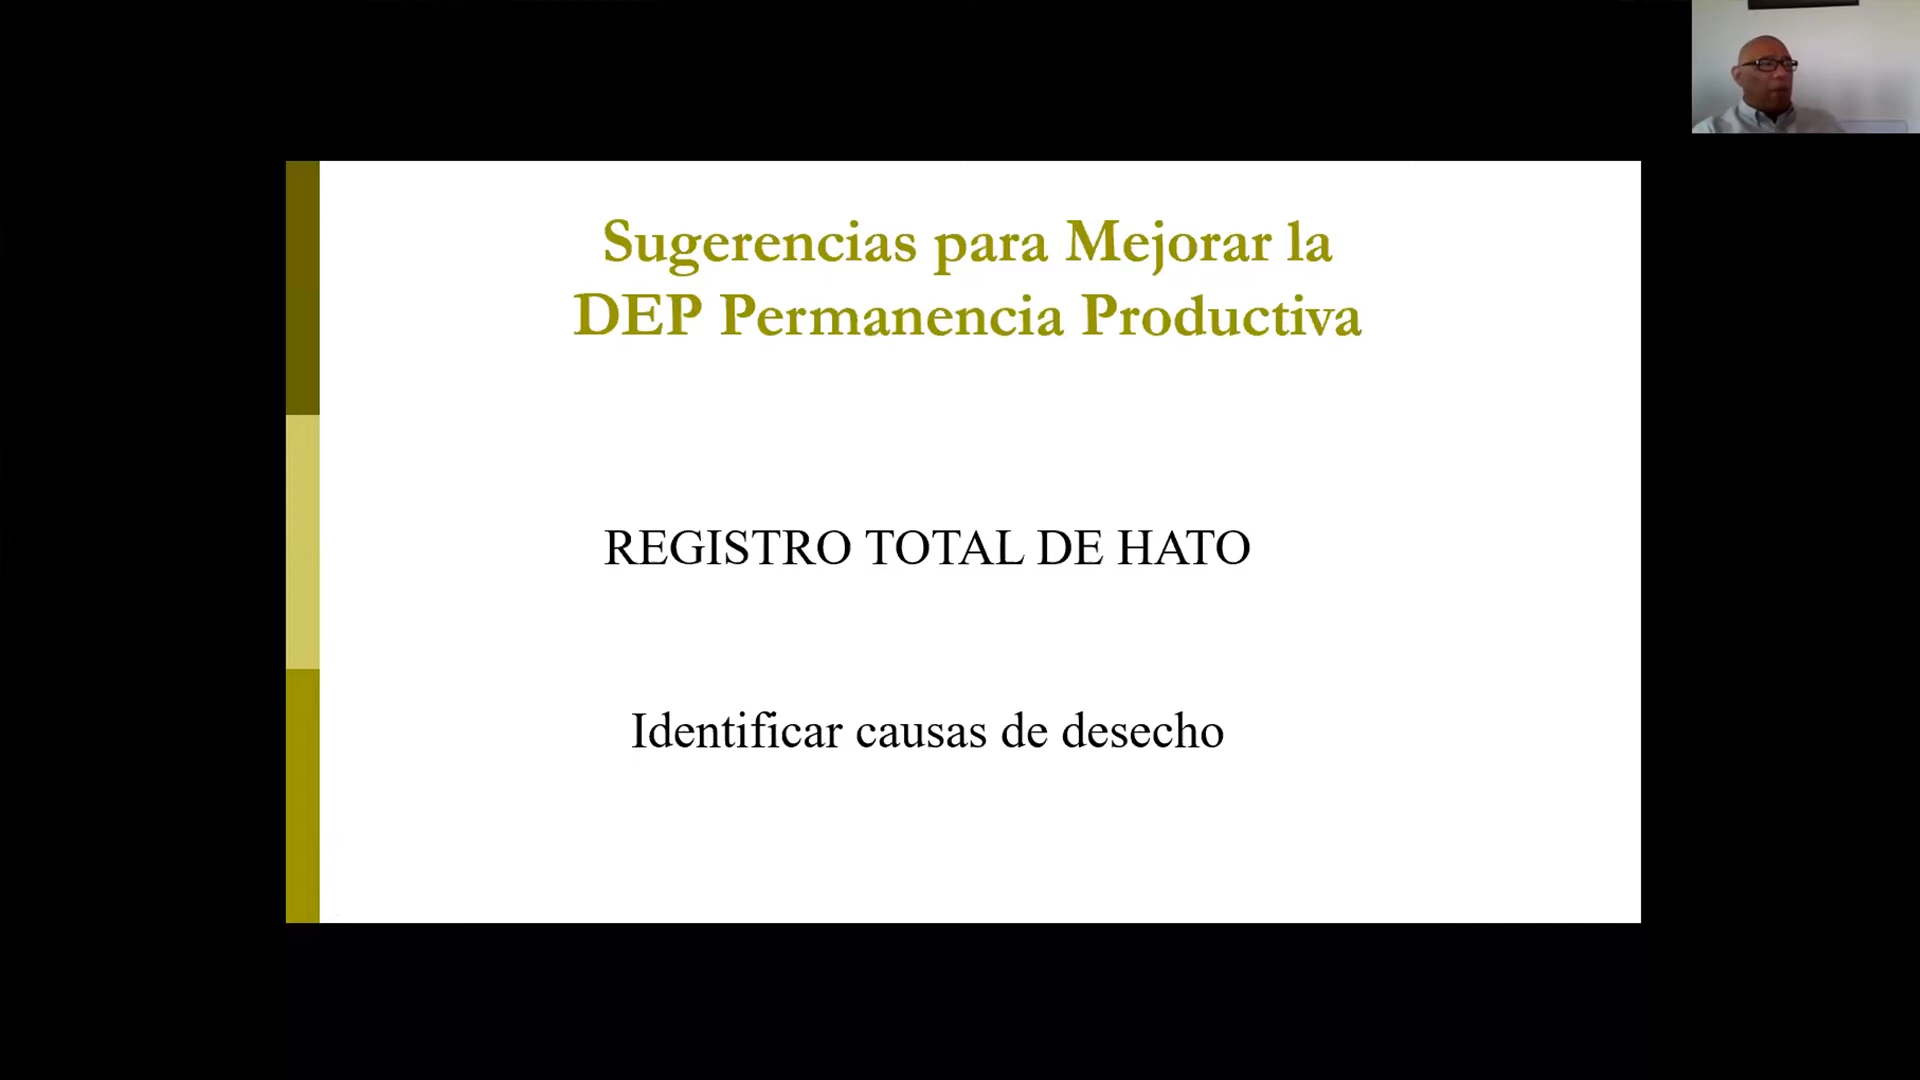 Sugerencias para Mejorar la
DEP Permanencia Productiva
REGISTRO TOTAL DE HATO
Identificar causas de desecho